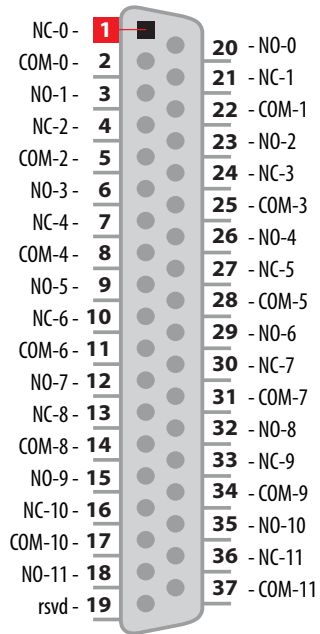 NC-0 - 1
COM-0 - 2
NO-1 - 3
NC-2 - 4
COM-2 - 5
NO-3 - 6
NC-4 - 7
COM-4 - 8
NO-5 - 9
NC-6 - 10
COM-6 - 11
NO-7 - 12
NC-8 - 13
COM-8 - 14
NO-9 - 15
NC-10 - 16
COM-10 - 17
NO-11 - 18
rsvd - 19
20 - NO-0
21 - NC-1
22 - COM-1
23 - NO-2
24 - NC-3
25 - COM-3
26 - NO-4
27 - NC-5
28 - COM-5
29 - NO-6
30 - NC-7
31 - COM-7
32 - NO-8
33 - NC-9
34 - COM-9
35 - NO-10
36 - NC-11
37 - COM-11